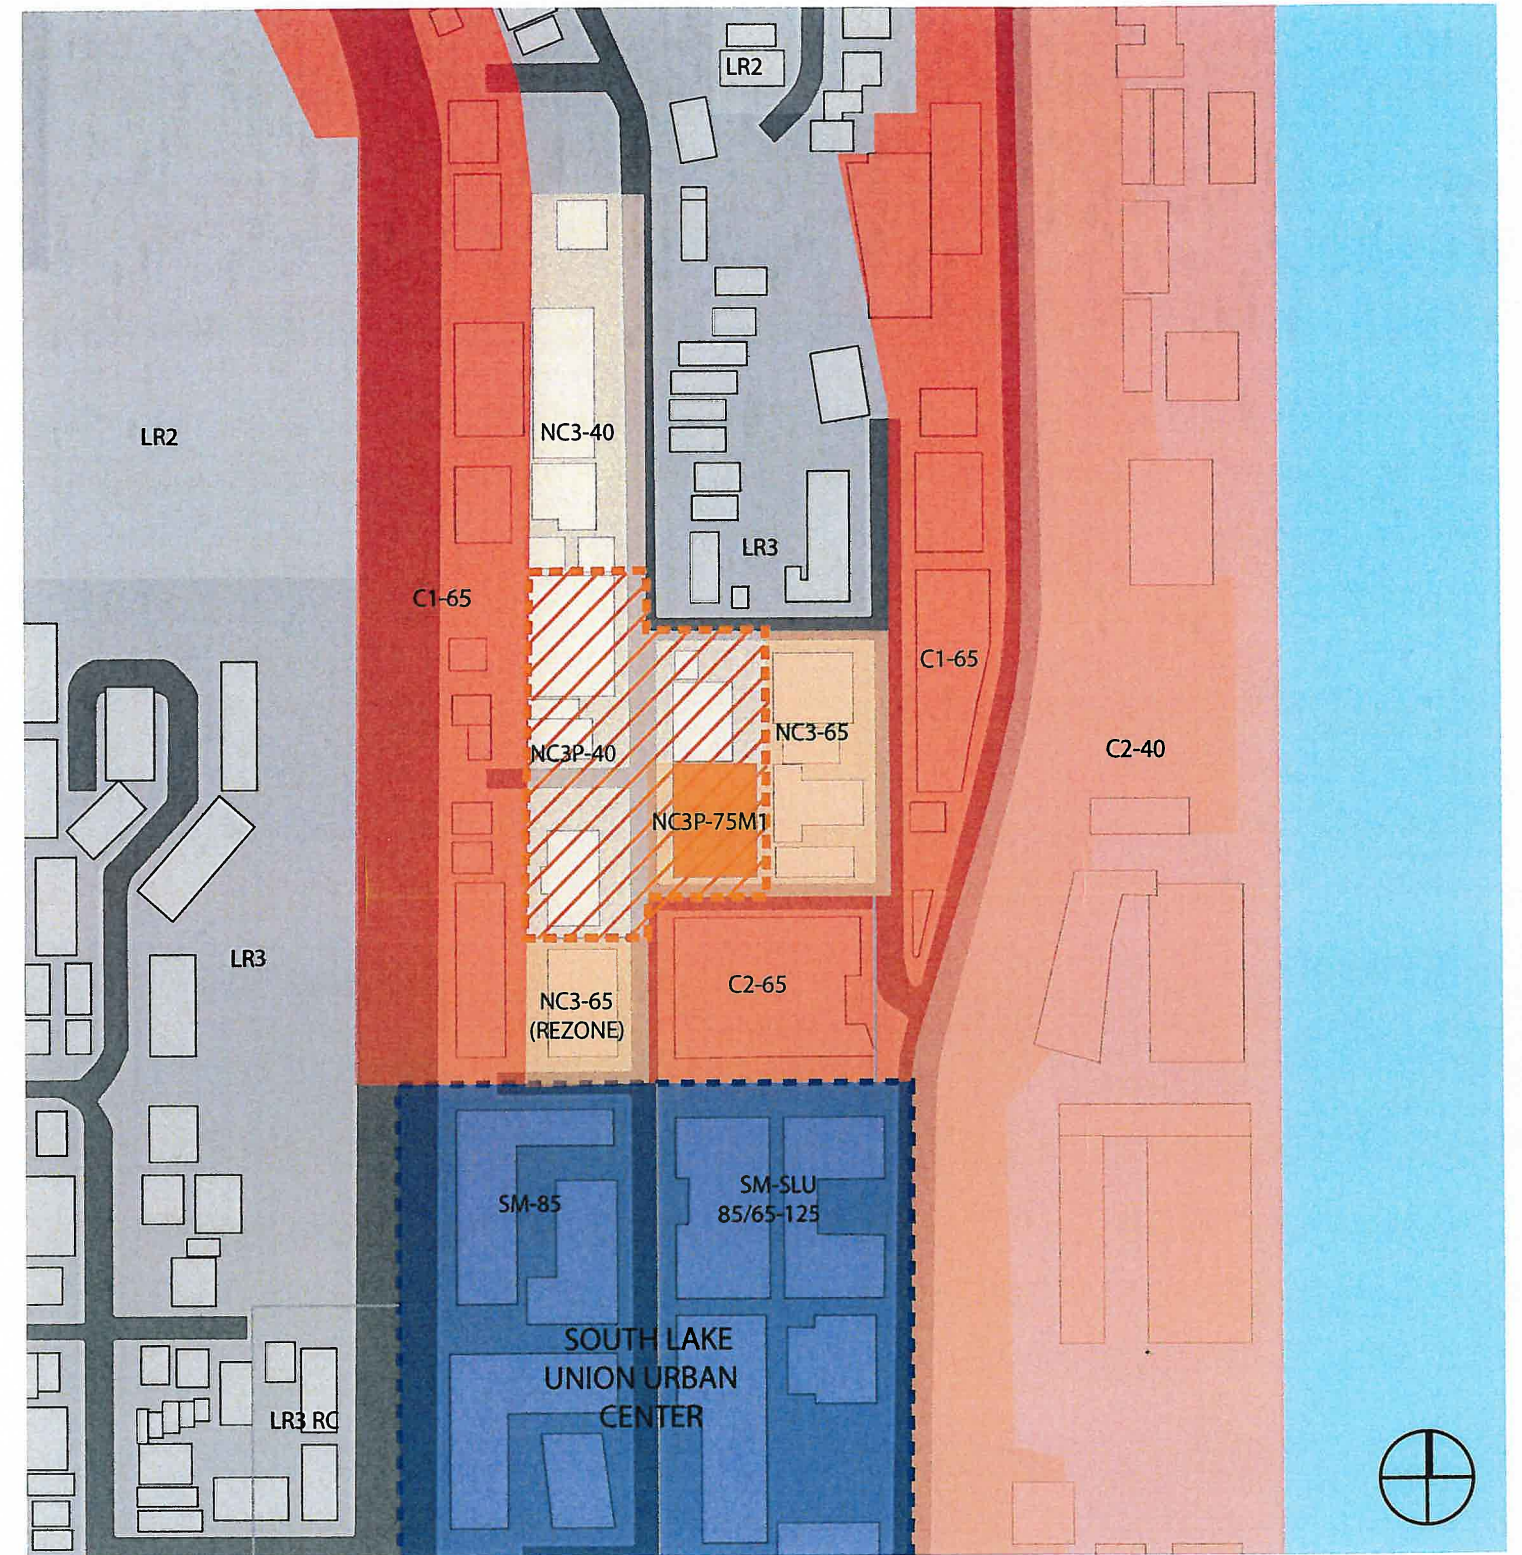 LR2
LR2
NC3-40
LR3
C1-65
C1-65
NC3-65
NC3P-40
C2-40
NC3P-75M1
LR3
C2-65
NC3-65
(REZONE)
SM-85
SM-SLU
85/65-125
SOUTH LAKE
UNION URBAN
CENTER
LR3 RC